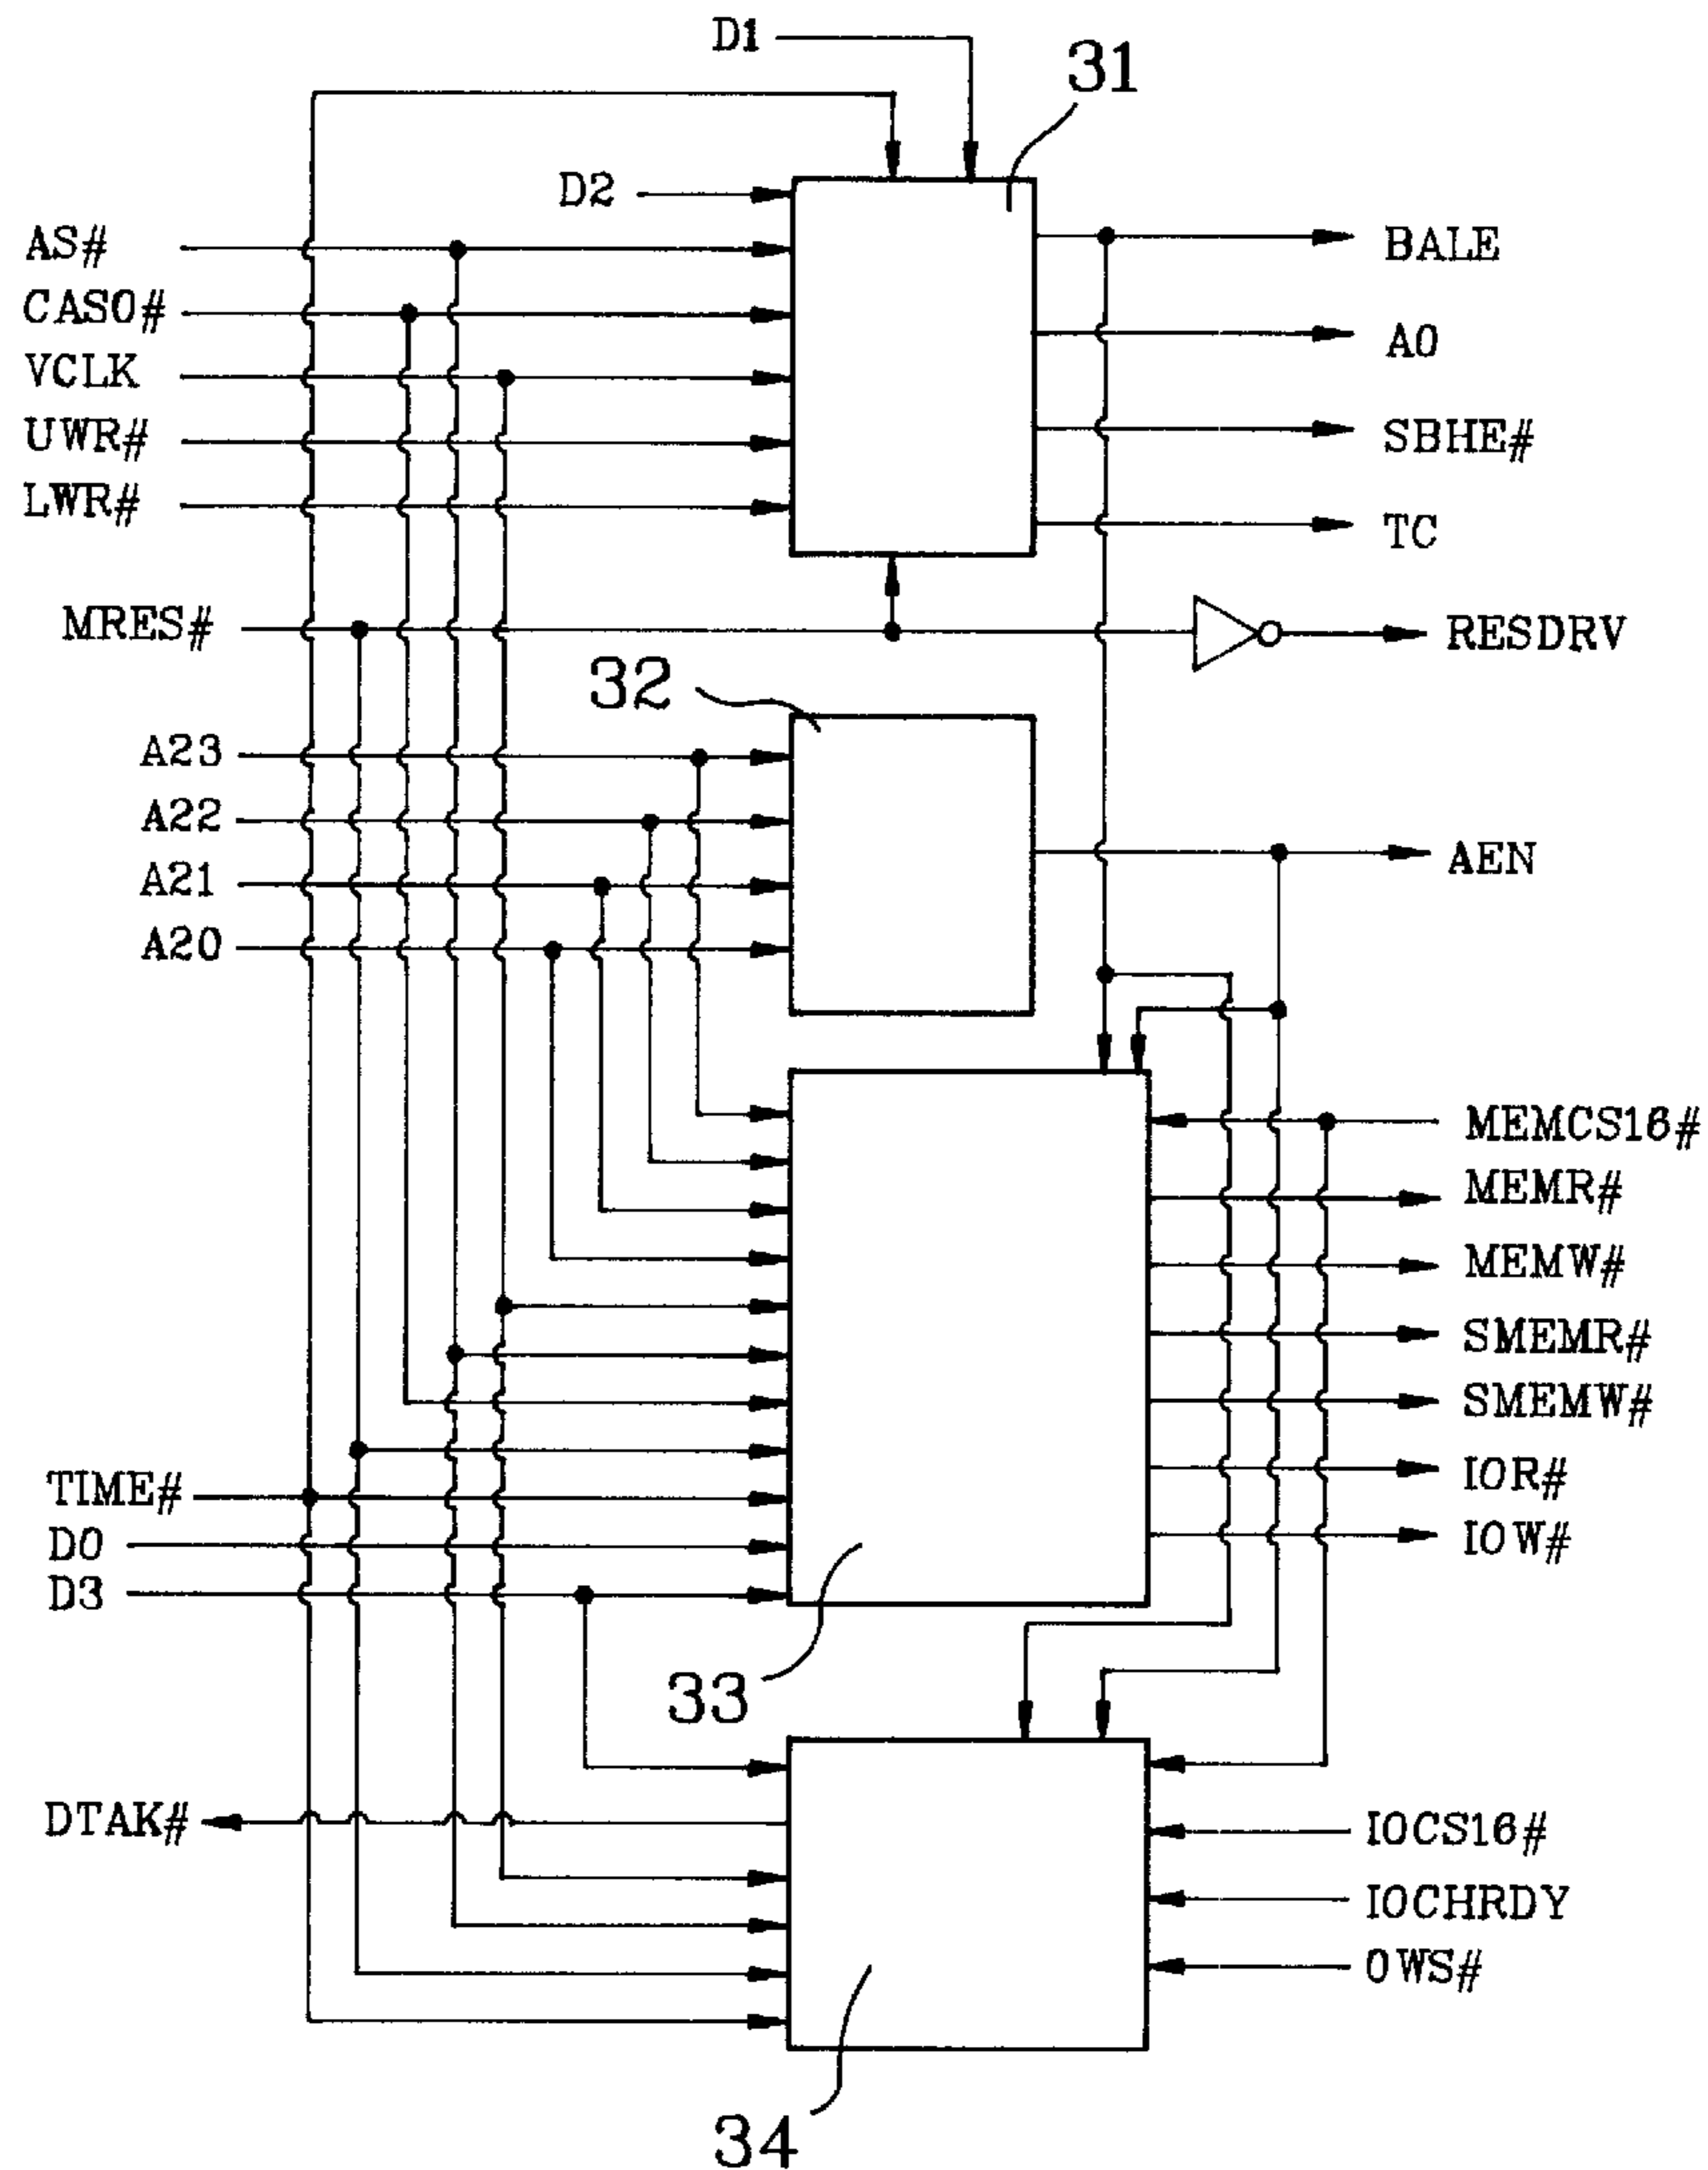 D1
31
D2
AS#
BALE
CAS0#
A0
VCLK
UWR#
SBHE#
LWR#
TC
MRES#
RESDRV
32
A23
A22
AEN
A21
A20
MEMCS16#
MEMR#
MEMW#
SMEMR#
SMEMW#
TIME#
IOR#
D0
IOW#
D3
33
DTAK#
IOCS16#
IOCHRDY
0WS#
34